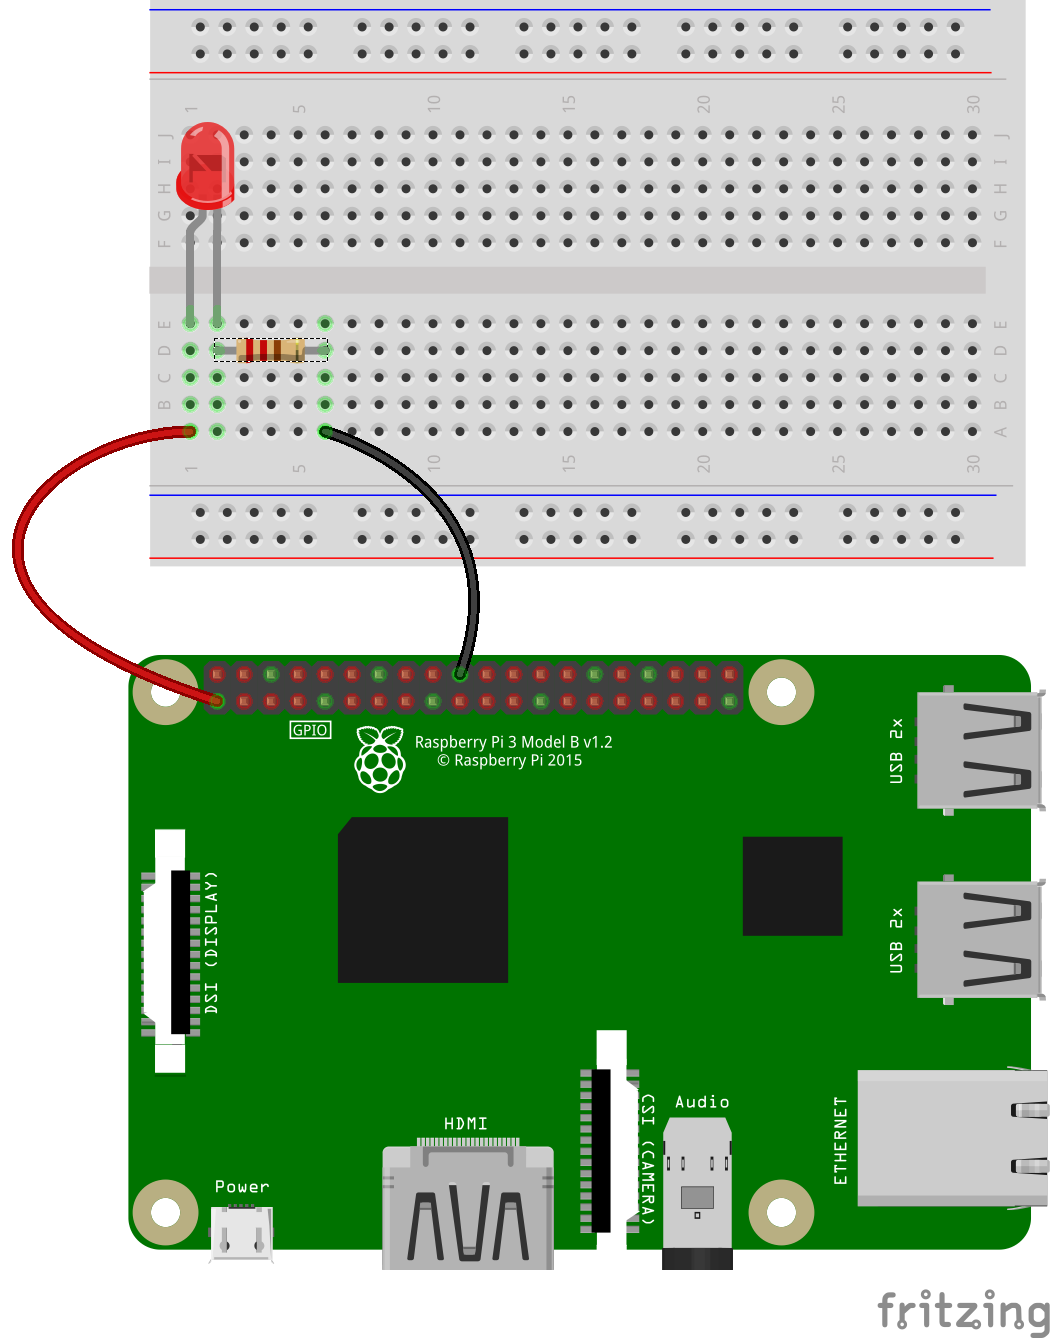 1 5 10 15 20 25 30
J J
I I
H H
G G
F F
E E
D D
C C
B B
A A
1 5 10 15 20 25 30
GPIO
Raspberry Pi 3 Model B v1.2
© Raspberry Pi 2015
USB 2x
DSI (DISPLAY)
USB 2x
HDMI
CSI (CAMERA)
Audio
ETHERNET
Power
fritzing